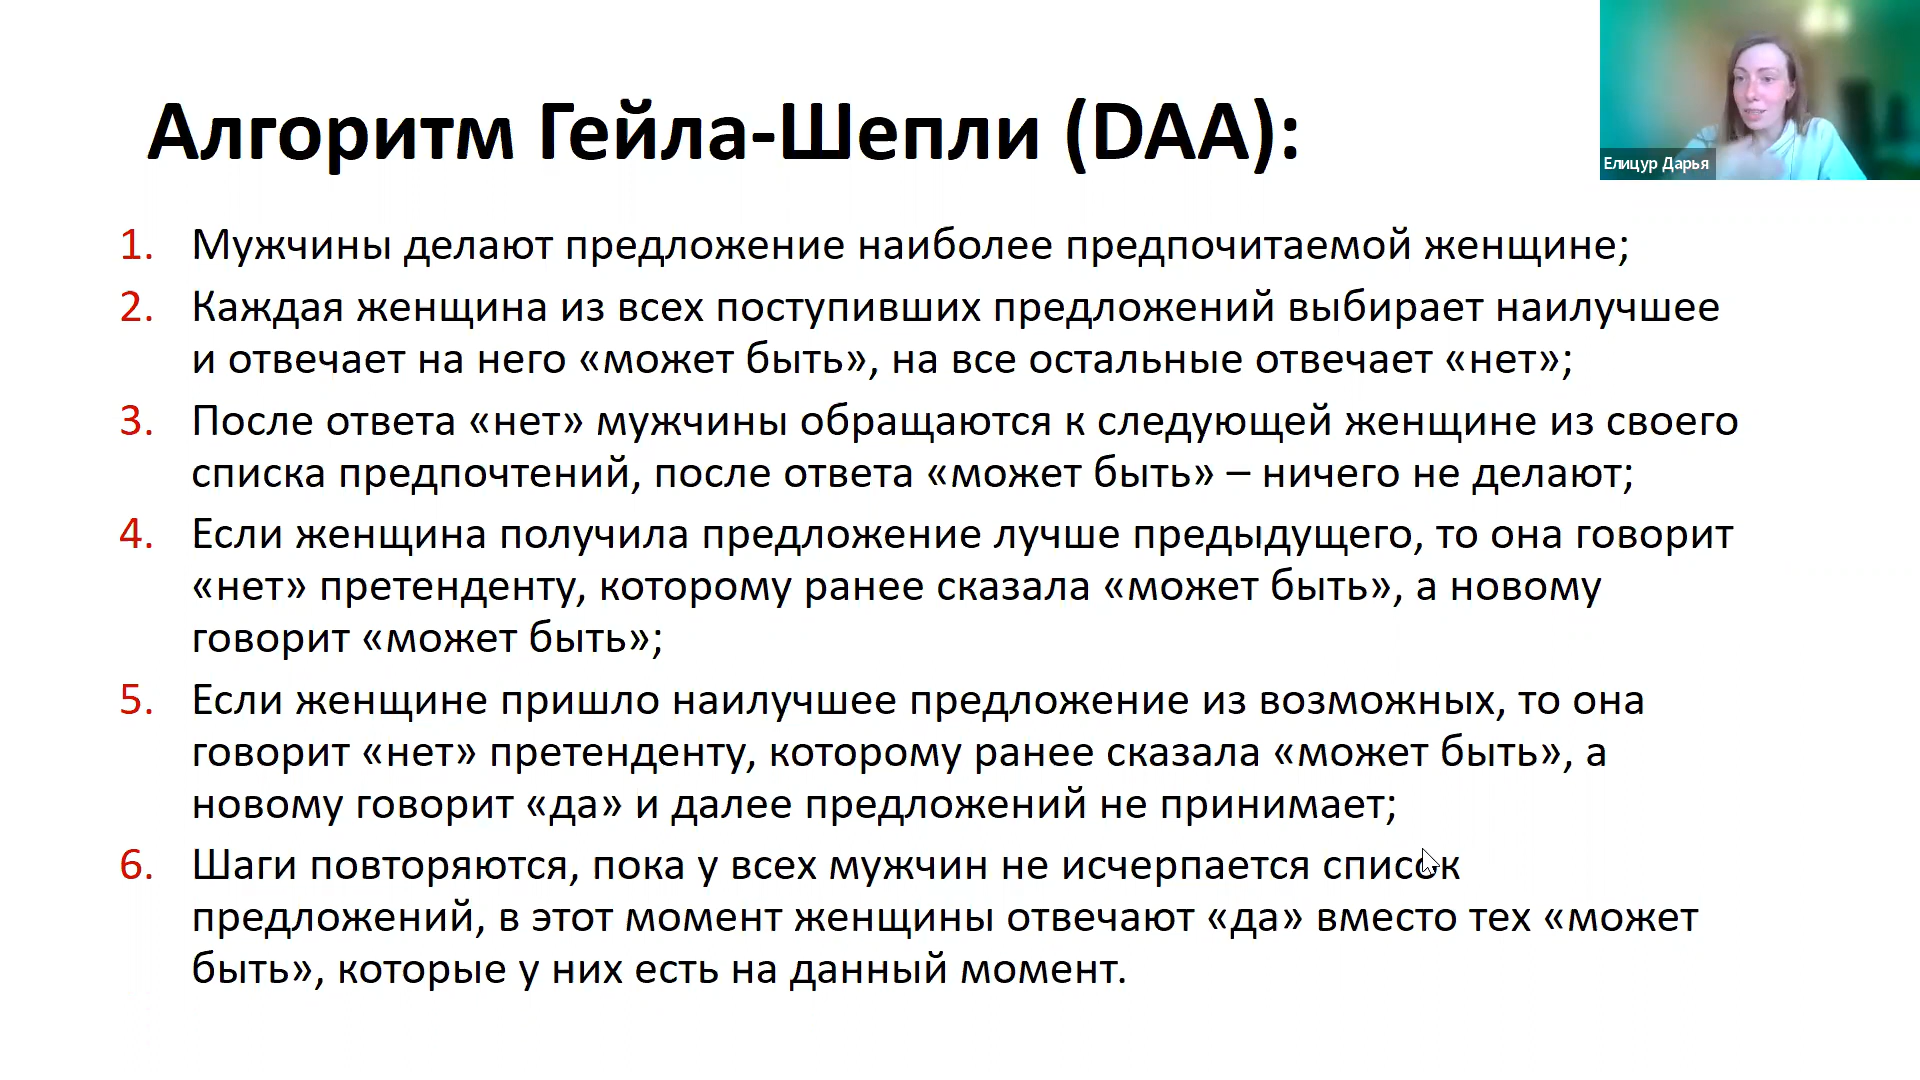 Алгоритм Гейла-Шепли (DAA):
Елицур Дарья
1. Мужчины делают предложение наиболее предпочитаемой женщине;
2. Каждая женщина из всех поступивших предложений выбирает наилучшее
и отвечает на него «может быть», на все остальные отвечает «нет»;
3. После ответа «нет» мужчины обращаются к следующей женщине из своего
списка предпочтений, после ответа «может быть» – ничего не делают;
4. Если женщина получила предложение лучше предыдущего, то она говорит
«нет» претенденту, которому ранее сказала «может быть», а новому
говорит «может быть»;
5. Если женщине пришло наилучшее предложение из возможных, то она
говорит «нет» претенденту, которому ранее сказала «может быть», а
новому говорит «да» и далее предложений не принимает;
6. Шаги повторяются, пока у всех мужчин не исчерпается список
предложений, в этот момент женщины отвечают «да» вместо тех «может
быть», которые у них есть на данный момент.